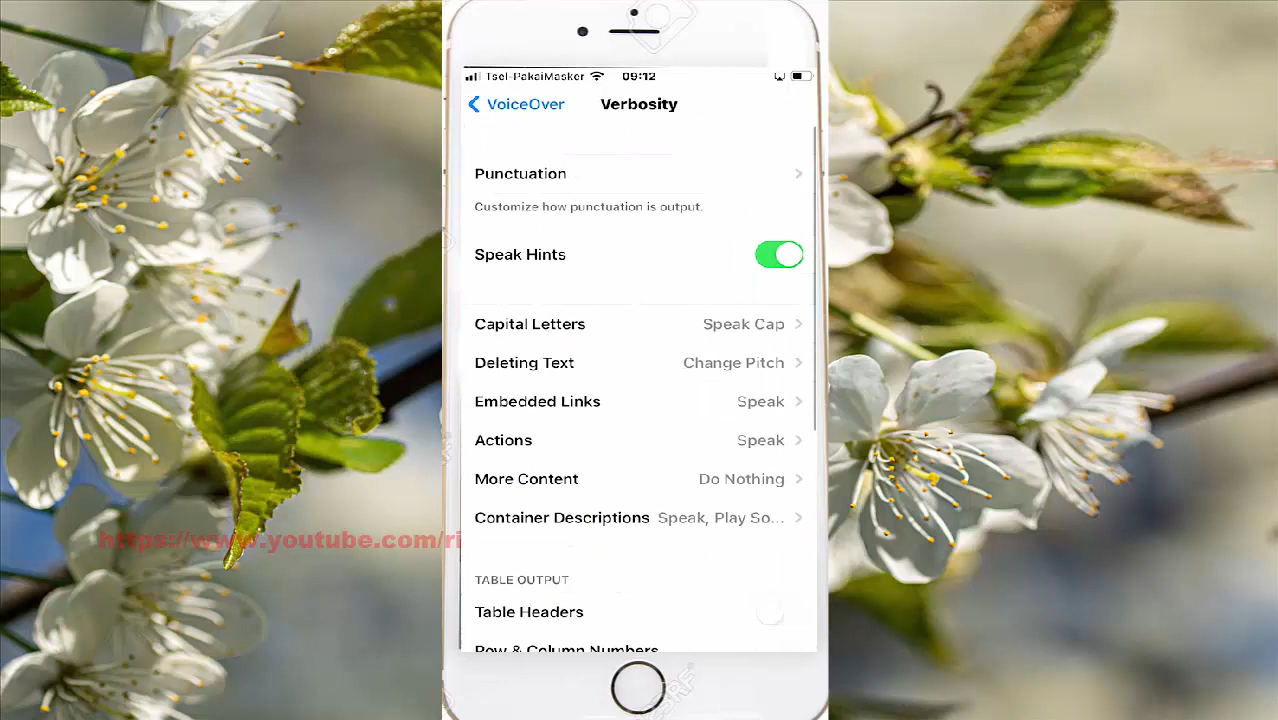 Tsel-PakaiMasker 09:12
VoiceOver Verbosity
Punctuation
Customize how punctuation is output.
Speak Hints
Capital Letters Speak Cap
Deleting Text Change Pitch
Embedded Links Speak
Actions Speak
More Content Do Nothing
Container Descriptions Speak, Play So...
https://www.youtube.com/ri
TABLE OUTPUT
Table Headers
Row & Column Numbers